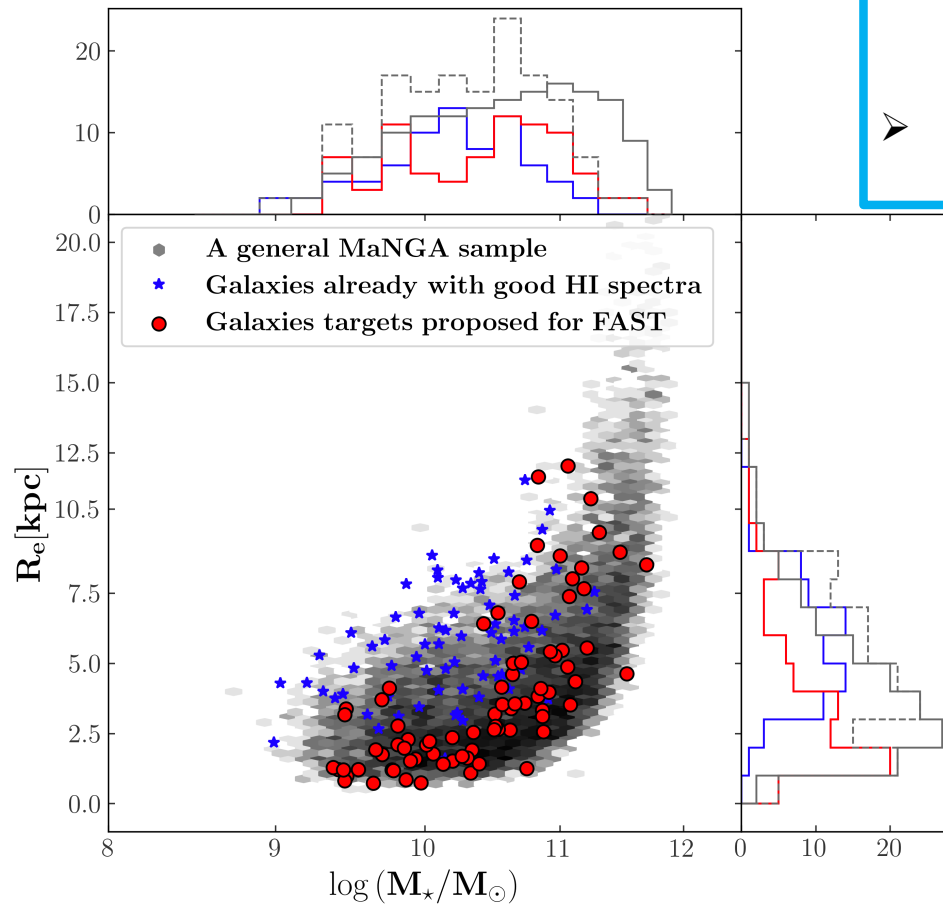 20
10
0
20.0
17.5
15.0
12.5
10.5
7.5
5.0
2.5
0.0
R_e[kpc]
A general MaNGA sample
Galaxies already with good HI spectra
Galaxies targets proposed for FAST
8 9 10 11 12
log (M⋆/M⊙)
0 10 20